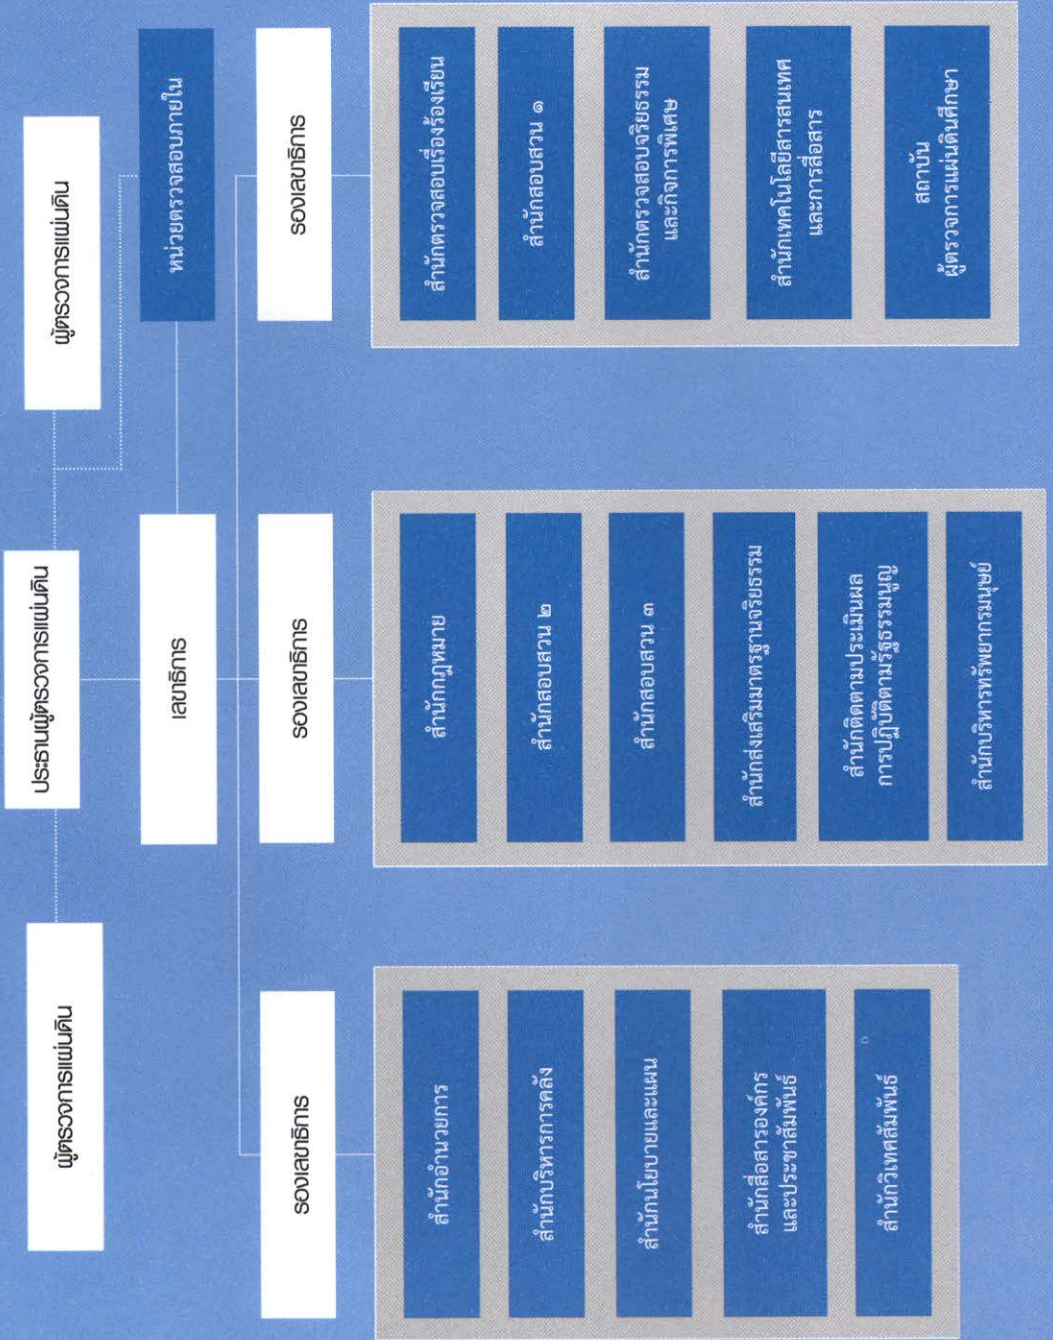 ผู้ตรวจการแผ่นดิน
ประธานผู้ตรวจการแผ่นดิน
ผู้ตรวจการแผ่นดิน
เลขาธิการ
หน่วยตรวจสอบภายใน
รองเลขาธิการ
รองเลขาธิการ
รองเลขาธิการ
สำนักอำนวยการ
สำนักบริหารการคลัง
สำนักนโยบายและแผน
สำนักสื่อสารองค์กร
และประชาสัมพันธ์
สำนักวิเทศสัมพันธ์
สำนักกฎหมาย
สำนักสอบสวน ๒
สำนักสอบสวน ๓
สำนักส่งเสริมมาตรฐานจริยธรรม
สำนักติดตามประเมินผล
การปฏิบัติตามรัฐธรรมนูญ
สำนักบริหารทรัพยากรมนุษย์
สำนักตรวจสอบเรื่องร้องเรียน
สำนักสอบสวน ๑
สำนักตรวจสอบจริยธรรม
และกิจการพิเศษ
สำนักเทคโนโลยีสารสนเทศ
และการสื่อสาร
สถาบัน
ผู้ตรวจการแผ่นดินศึกษา